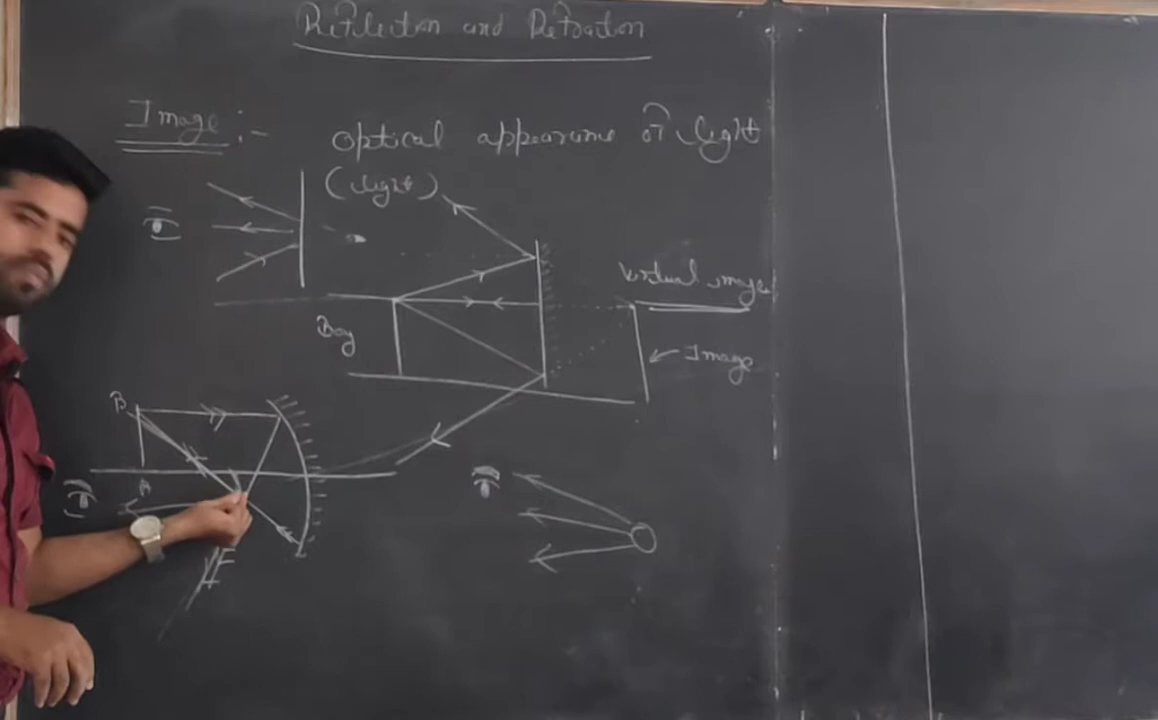 Reflection and Refraction
Image :-
optical appearance of light
(light)
Virtual image
Boy
Image
B
A
F